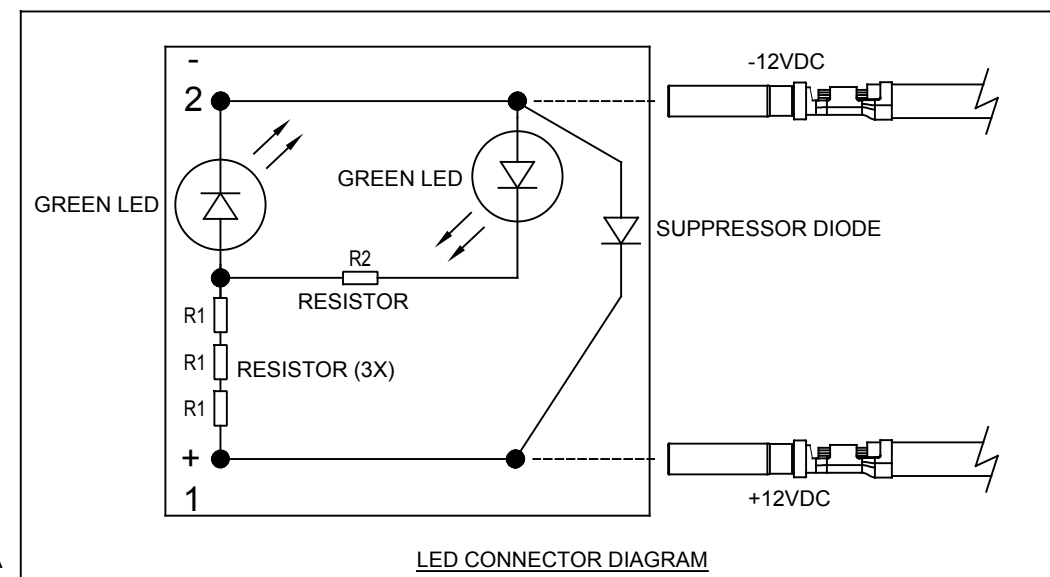 -
2
-12VDC
GREEN LED
GREEN LED
SUPPRESSOR DIODE
R2
RESISTOR
R1
R1
RESISTOR (3X)
R1
+
1
+12VDC
LED CONNECTOR DIAGRAM